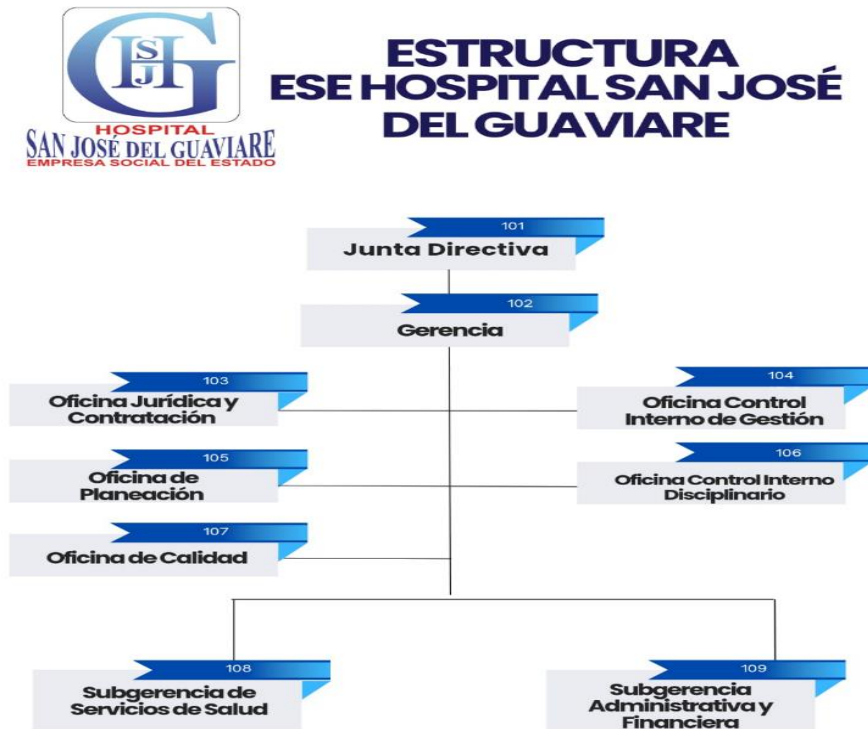 S
H H
J G
HOSPITAL
SAN JOSÉ DEL GUAVIARE
EMPRESA SOCIAL DEL ESTADO
ESTRUCTURA
ESE HOSPITAL SAN JOSÉ
DEL GUAVIARE
101
Junta Directiva
102
Gerencia
103
Oficina Jurídica y
Contratación
104
Oficina Control
Interno de Gestión
105
Oficina de
Planeación
106
Oficina Control Interno
Disciplinario
107
Oficina de Calidad
108
Subgerencia de
Servicios de Salud
109
Subgerencia
Administrativa y
Financiera